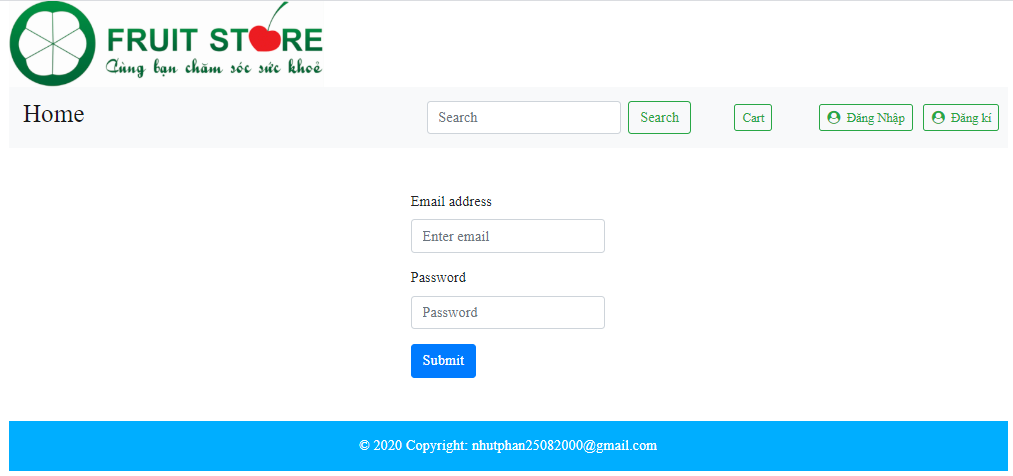 FRUIT STORE
Cùng bạn chăm sóc sức khoẻ
Home
Search
Search
Cart
Đăng Nhập
Đăng kí
Email address
Enter email
Password
Password
Submit
© 2020 Copyright: nhutphan25082000@gmail.com